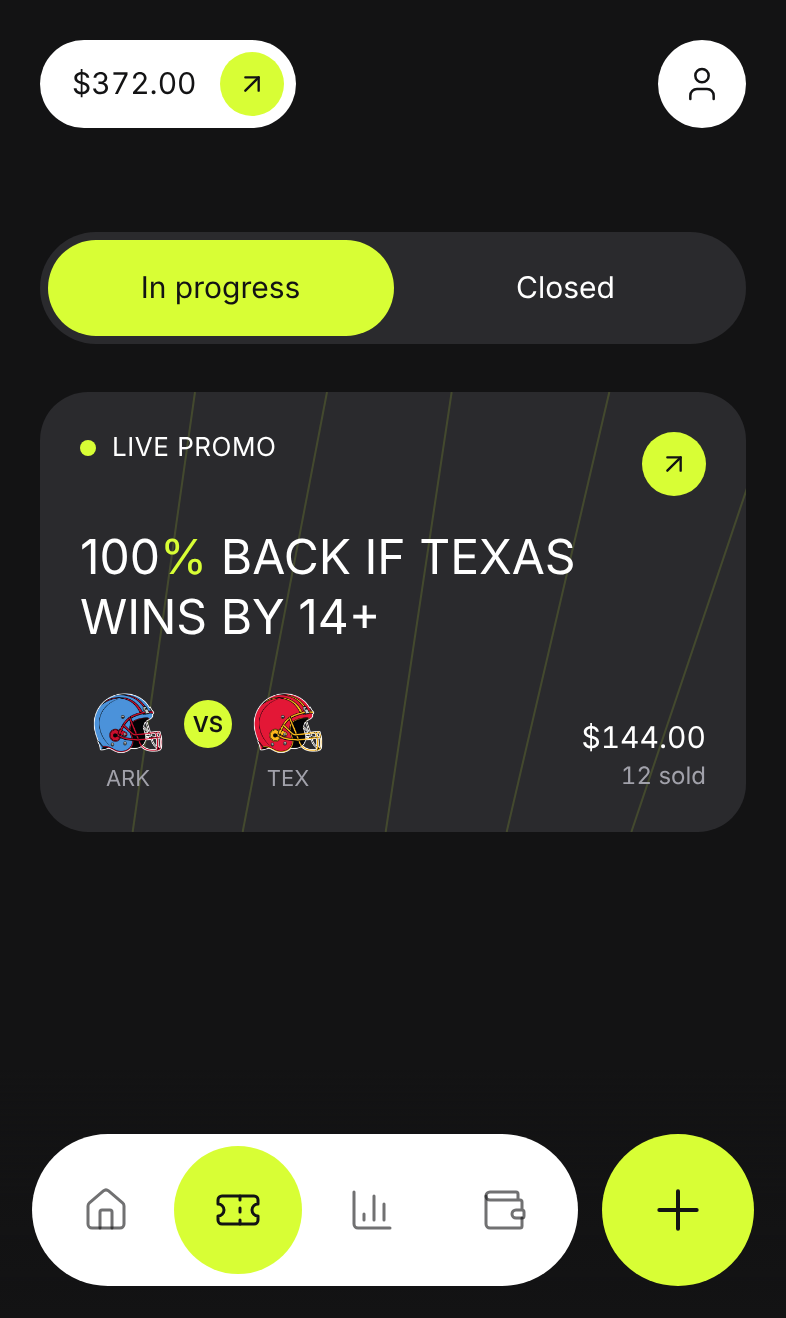 $372.00
In progress
Closed
LIVE PROMO
100% BACK IF TEXAS
WINS BY 14+
VS
ARK
TEX
$144.00
12 sold